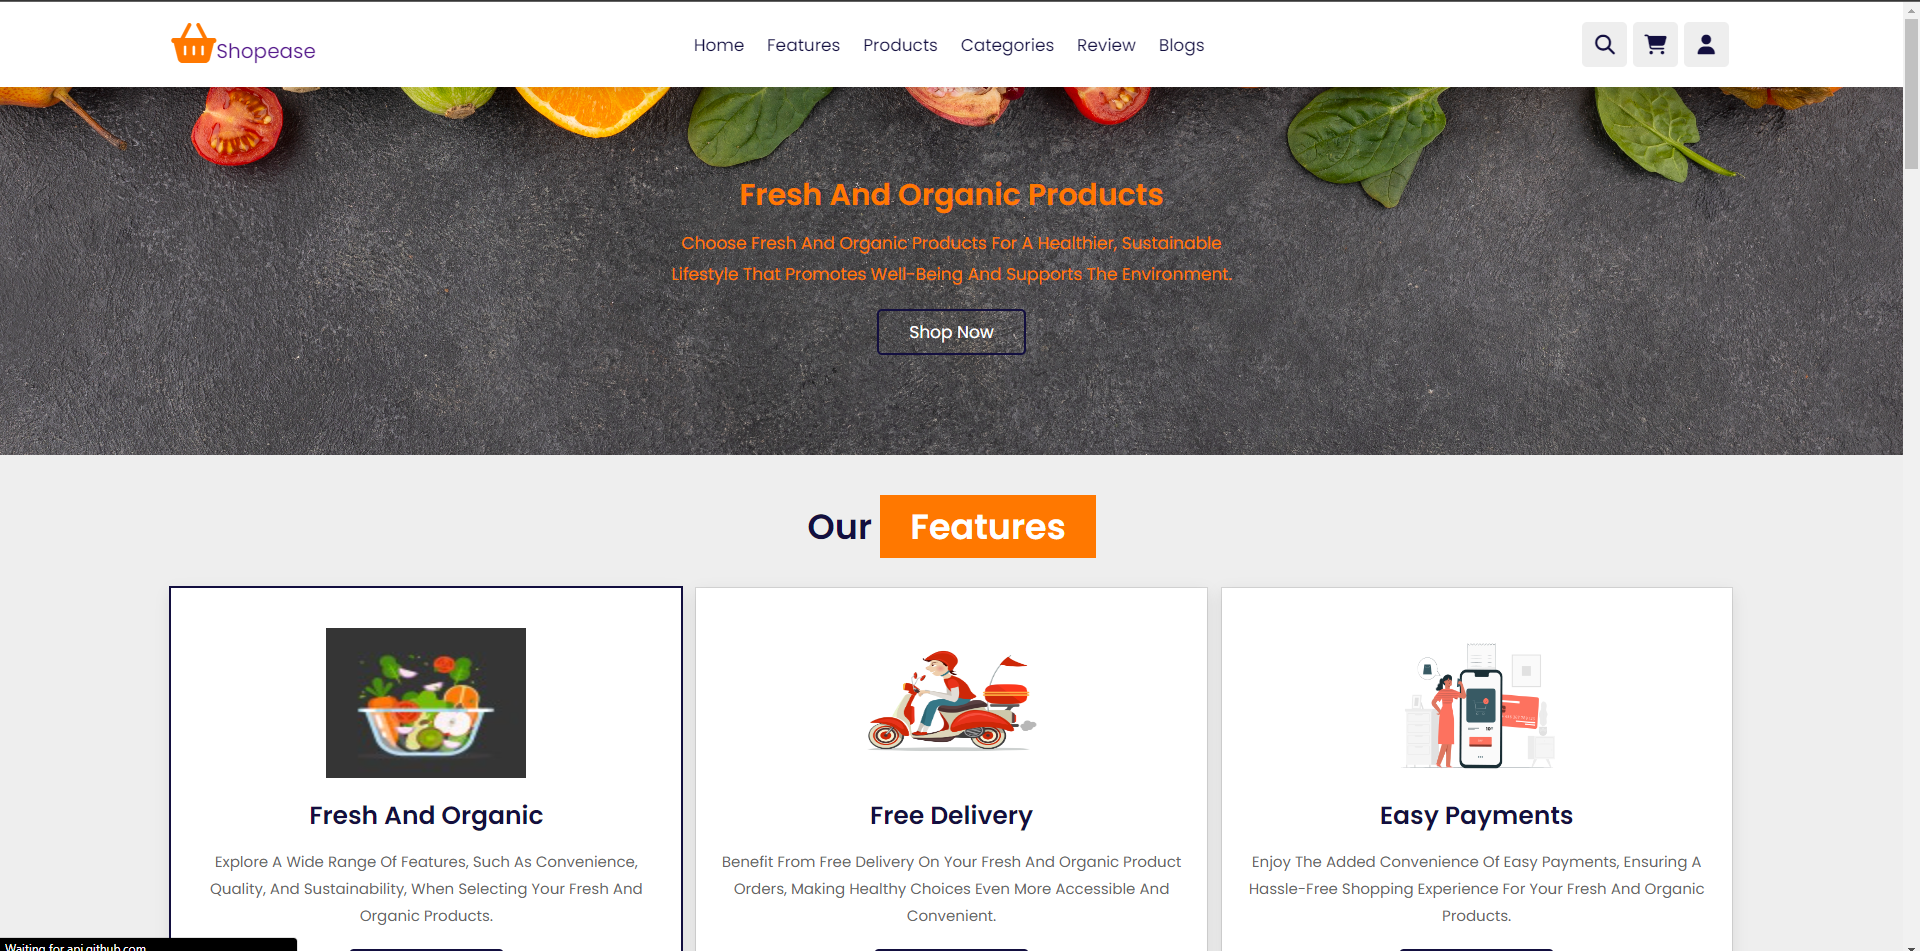 Shopease
Home Features Products Categories Review Blogs
Fresh And Organic Products
Choose Fresh And Organic Products For A Healthier, Sustainable
Lifestyle That Promotes Well-Being And Supports The Environment.
Shop Now
Our Features
Fresh And Organic
Explore A Wide Range Of Features, Such As Convenience,
Quality, And Sustainability, When Selecting Your Fresh And
Organic Products.
Free Delivery
Benefit From Free Delivery On Your Fresh And Organic Product
Orders, Making Healthy Choices Even More Accessible And
Convenient.
Easy Payments
Enjoy The Added Convenience Of Easy Payments, Ensuring A
Hassle-Free Shopping Experience For Your Fresh And Organic
Products.
Waiting for api.github.com